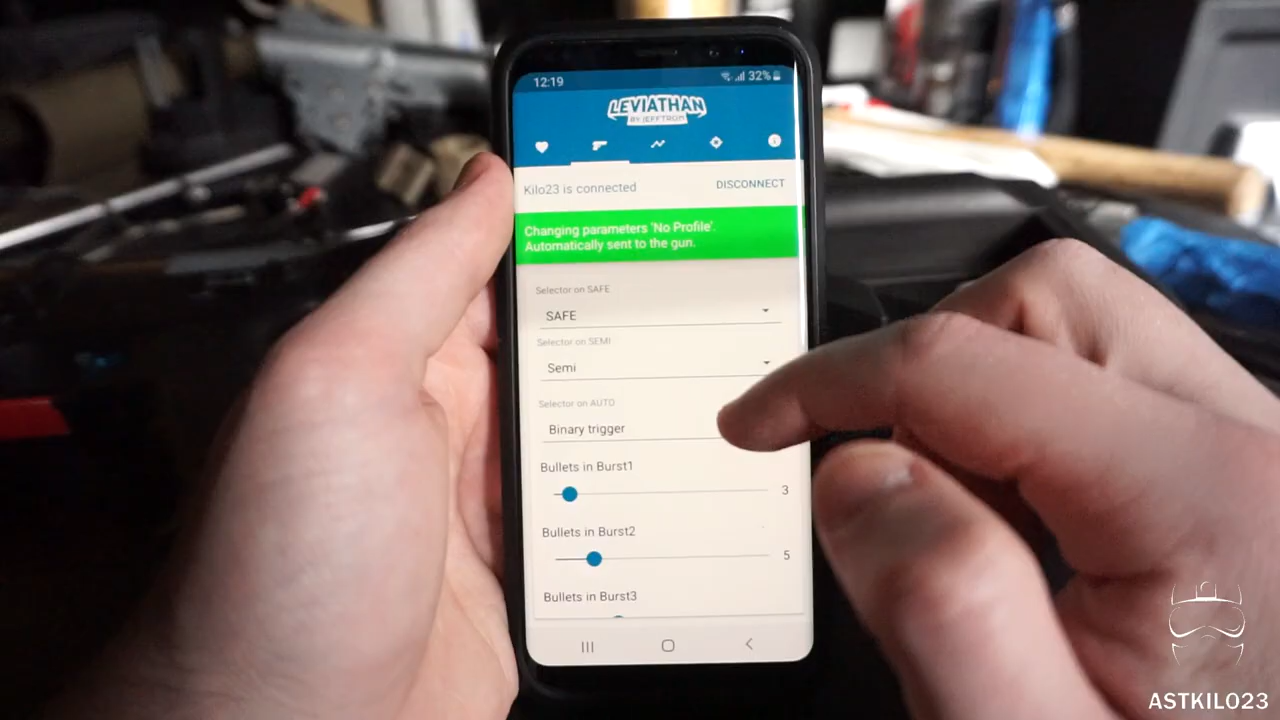 12:19
32%
LEVIATHAN
BY JEFFTRON
Kilo23 is connected
DISCONNECT
Changing parameters 'No Profile'.
Automatically sent to the gun.
Selector on SAFE
SAFE
Selector on SEMI
Semi
Selector on AUTO
Binary trigger
Bullets in Burst1
3
Bullets in Burst2
5
Bullets in Burst3
ASTKILO23